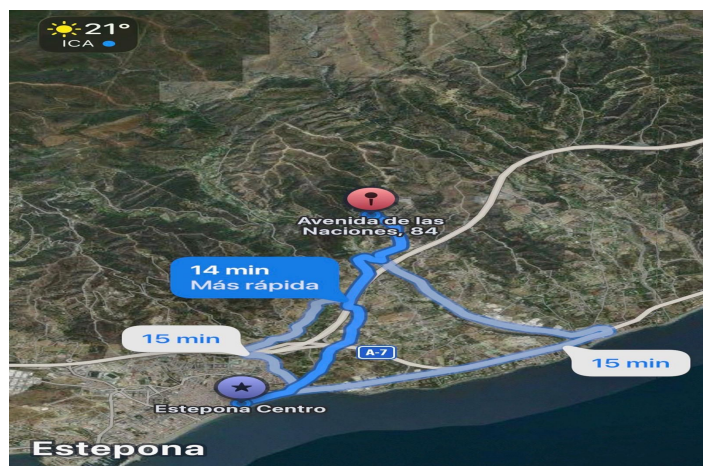 21°
ICA
Avenida de las
Naciones, 84
14 min
Más rápida
15 min
A-7
15 min
Estepona Centro
Estepona